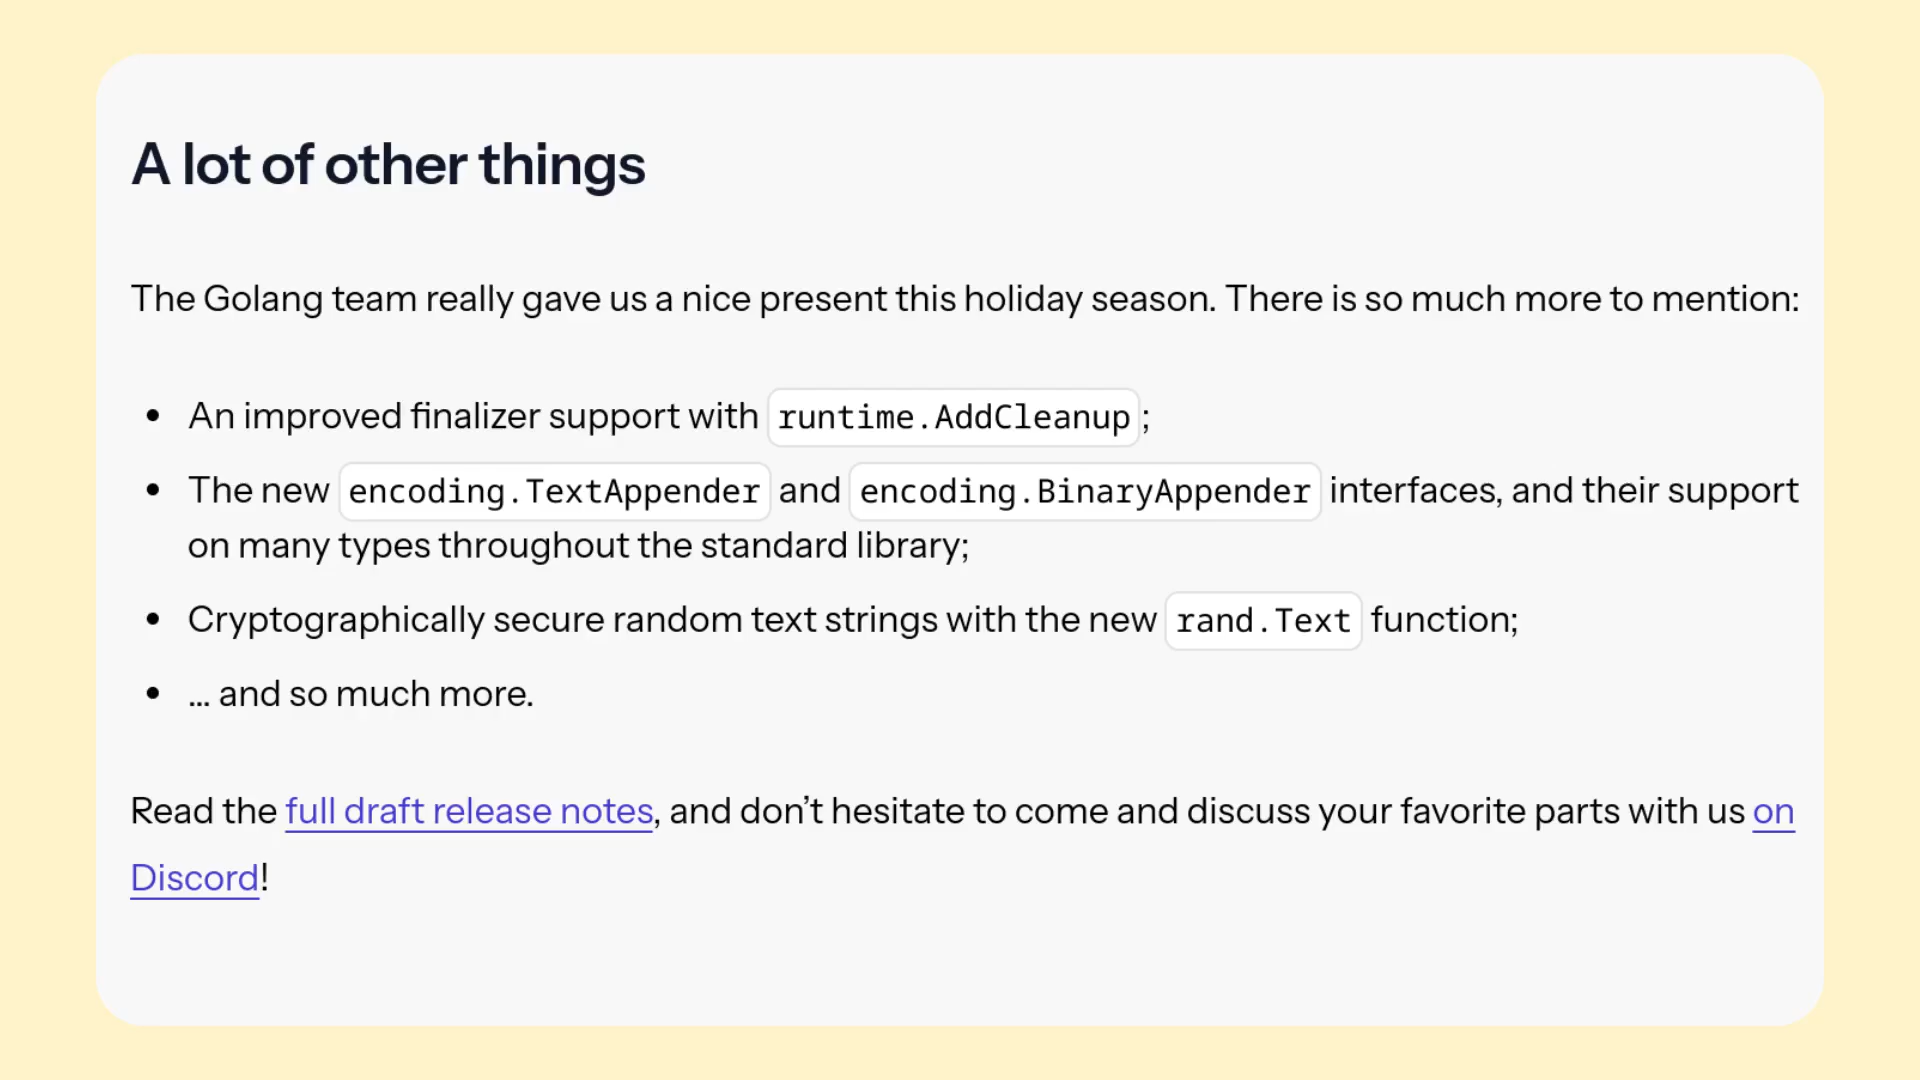 A lot of other things
The Golang team really gave us a nice present this holiday season. There is so much more to mention:
• An improved finalizer support with runtime.AddCleanup;
• The new encoding.TextAppender and encoding.BinaryAppender interfaces, and their support
on many types throughout the standard library;
• Cryptographically secure random text strings with the new rand.Text function;
• … and so much more.
Read the full draft release notes, and don’t hesitate to come and discuss your favorite parts with us on
Discord!